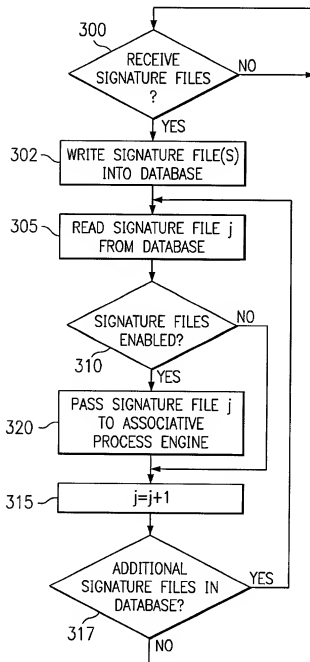 300
RECEIVE
SIGNATURE FILES
?
NO
YES
302
WRITE SIGNATURE FILE(S)
INTO DATABASE
305
READ SIGNATURE FILE j
FROM DATABASE
SIGNATURE FILES
ENABLED?
NO
310
YES
320
PASS SIGNATURE FILE j
TO ASSOCIATIVE
PROCESS ENGINE
315
j=j+1
ADDITIONAL
SIGNATURE FILES IN
DATABASE?
YES
317
NO